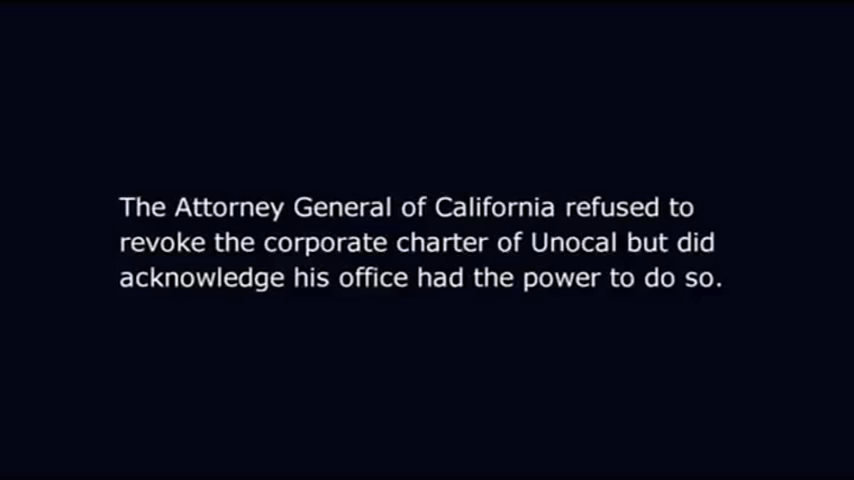 The Attorney General of California refused to
revoke the corporate charter of Unocal but did
acknowledge his office had the power to do so.